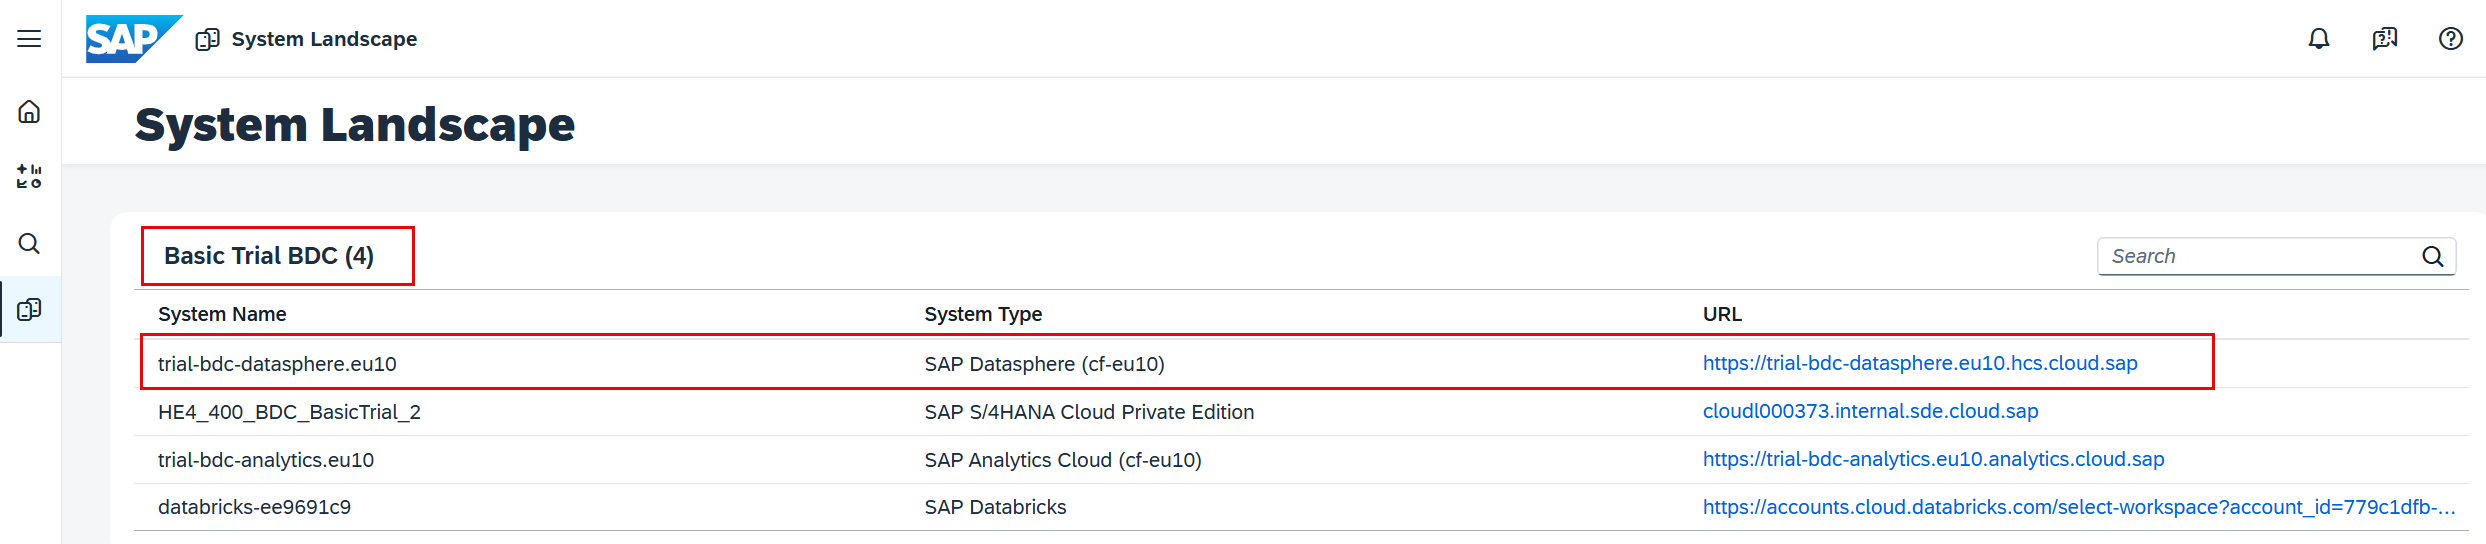 SAP System Landscape
System Landscape
Basic Trial BDC (4) Search
System Name System Type URL
trial-bdc-datasphere.eu10 SAP Datasphere (cf-eu10) https://trial-bdc-datasphere.eu10.hcs.cloud.sap
HE4_400_BDC_BasicTrial_2 SAP S/4HANA Cloud Private Edition cloudl000373.internal.sde.cloud.sap
trial-bdc-analytics.eu10 SAP Analytics Cloud (cf-eu10) https://trial-bdc-analytics.eu10.analytics.cloud.sap
databricks-ee9691c9 SAP Databricks https://accounts.cloud.databricks.com/select-workspace?account_id=779c1dfb-...